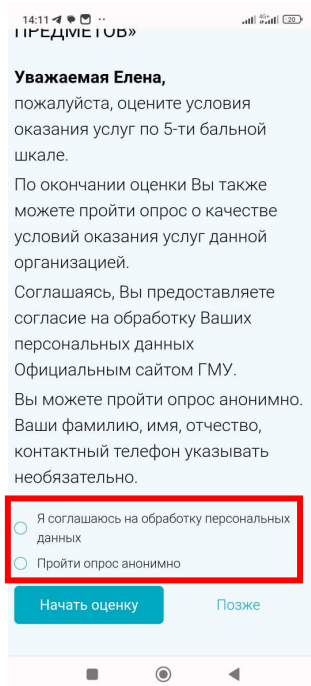 14:11
4G+
20
ПРЕДМЕТОВ»
Уважаемая Елена,
пожалуйста, оцените условия
оказания услуг по 5-ти бальной
шкале.
По окончании оценки Вы также
можете пройти опрос о качестве
условий оказания услуг данной
организацией.
Соглашаясь, Вы предоставляете
согласие на обработку Ваших
персональных данных
Официальным сайтом ГМУ.
Вы можете пройти опрос анонимно.
Ваши фамилию, имя, отчество,
контактный телефон указывать
необязательно.
Я соглашаюсь на обработку персональных
данных
Пройти опрос анонимно
Начать оценку Позже